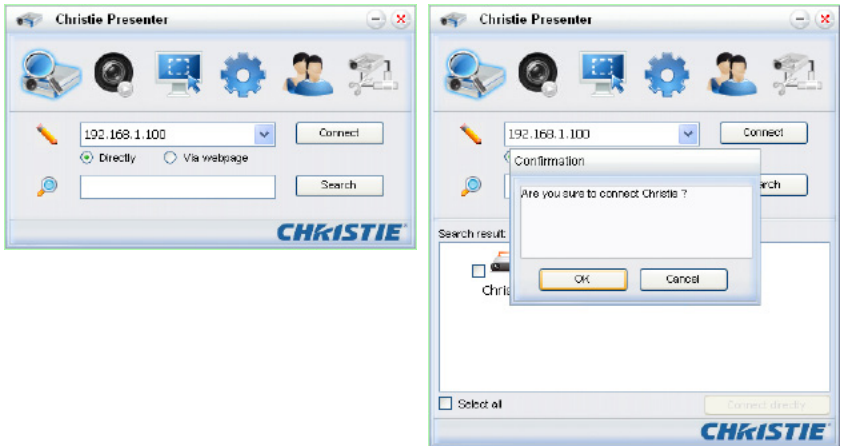 Christie Presenter
192.168.1.100
Connect
Directly
Via webpage
Search
CHRISTIE
Christie Presenter
192.168.1.100
Connect
Confirmation
Are you sure to connect Christie ?
OK
Cancel
Search result:
Select all
Connect directly
CHRISTIE